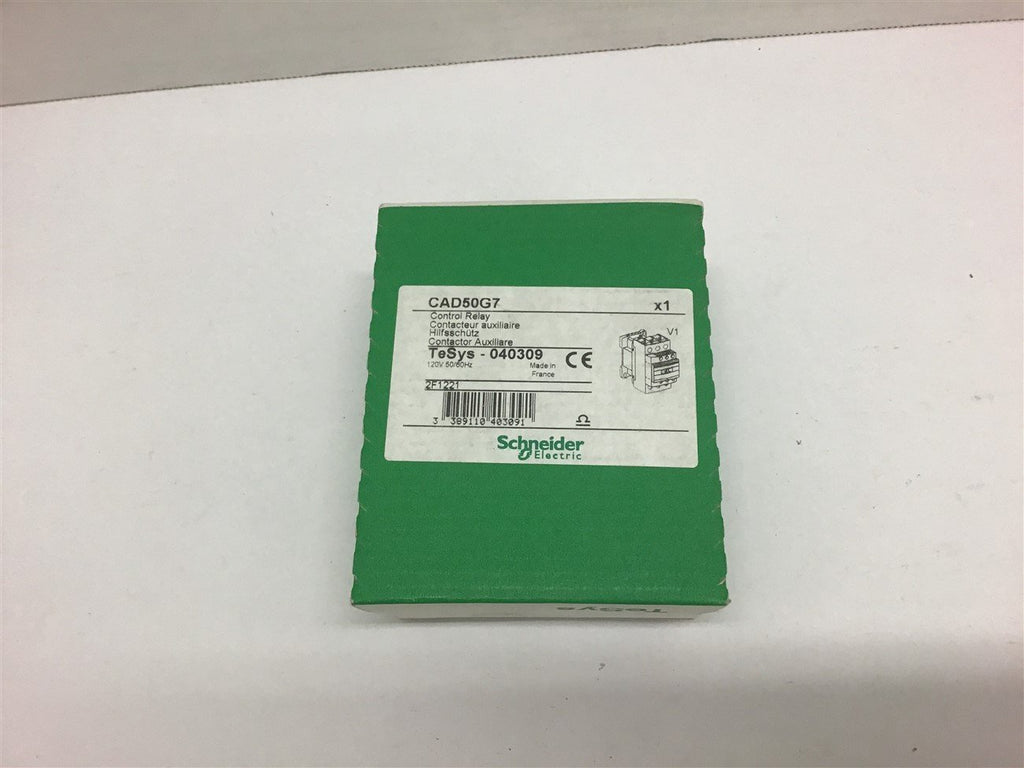 CAD50G7 x1
Control Relay
Contacteur auxiliaire
Hilfsschütz
Contactor Auxiliare
V1
TeSys - 040309
120V 50/60Hz
Made in
France
CE
2F1221
3 389110 403091
Schneider
Electric
TeSys